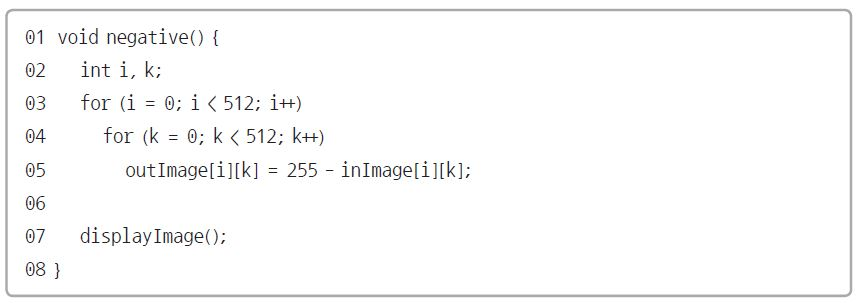 01 void negative() {
02 int i, k;
03 for (i = 0; i < 512; i++)
04 for (k = 0; k < 512; k++)
05 outImage[i][k] = 255 - inImage[i][k];
06
07 displayImage();
08 }